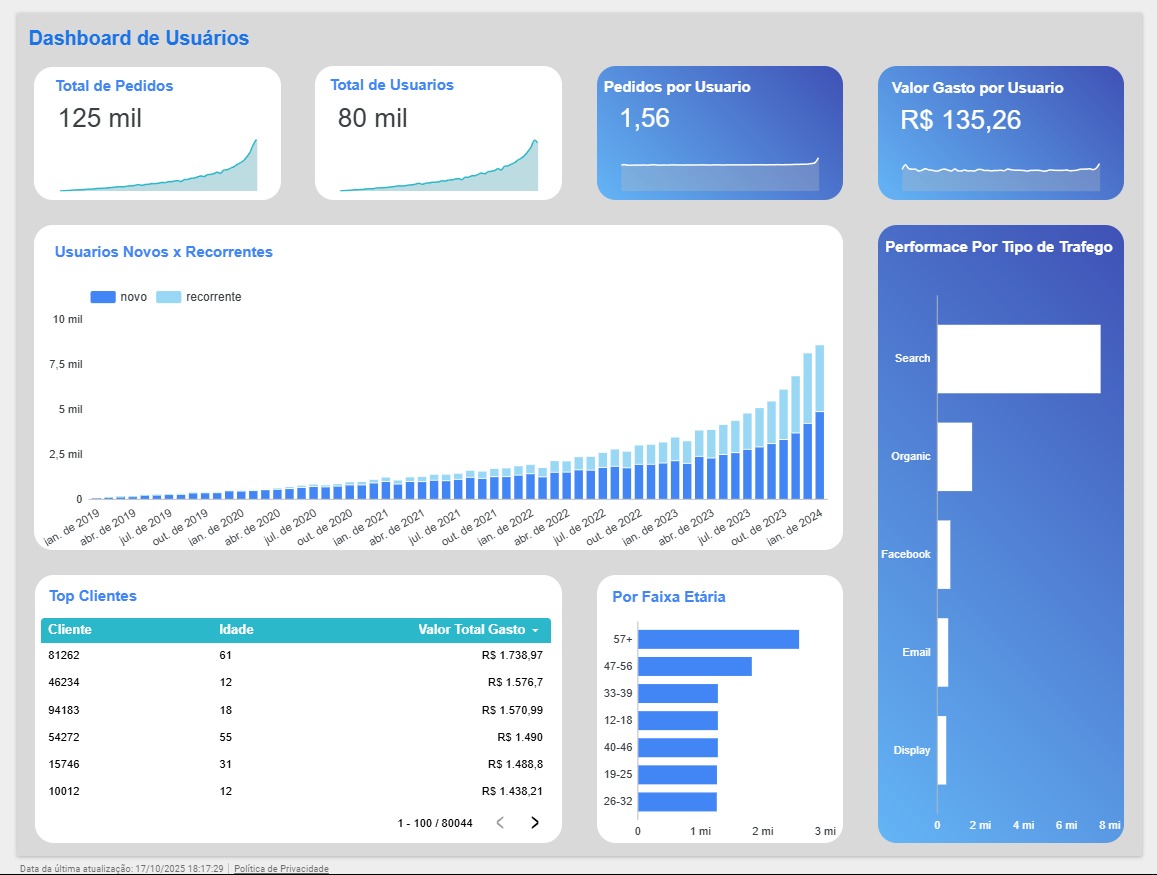 Dashboard de Usuários
Total de Pedidos
125 mil
Total de Usuarios
80 mil
Pedidos por Usuario
1,56
Valor Gasto por Usuario
R$ 135,26
Usuarios Novos x Recorrentes
novo recorrente
10 mil
7,5 mil
5 mil
2,5 mil
0
jan. de 2019
abr. de 2019
jul. de 2019
out. de 2019
jan. de 2020
abr. de 2020
jul. de 2020
out. de 2020
jan. de 2021
abr. de 2021
jul. de 2021
out. de 2021
jan. de 2022
abr. de 2022
jul. de 2022
out. de 2022
jan. de 2023
abr. de 2023
jul. de 2023
out. de 2023
jan. de 2024
Performace Por Tipo de Trafego
Search
Organic
Facebook
Email
Display
0 2 mi 4 mi 6 mi 8 mi
Top Clientes
Cliente Idade Valor Total Gasto
81262 61 R$ 1.738,97
46234 12 R$ 1.576,7
94183 18 R$ 1.570,99
54272 55 R$ 1.490
15746 31 R$ 1.488,8
10012 12 R$ 1.438,21
1 - 100 / 80044
Por Faixa Etária
57+
47-56
33-39
12-18
40-46
19-25
26-32
0 1 mi 2 mi 3 mi
Data da última atualização: 17/10/2025 18:17:29 Política de Privacidade